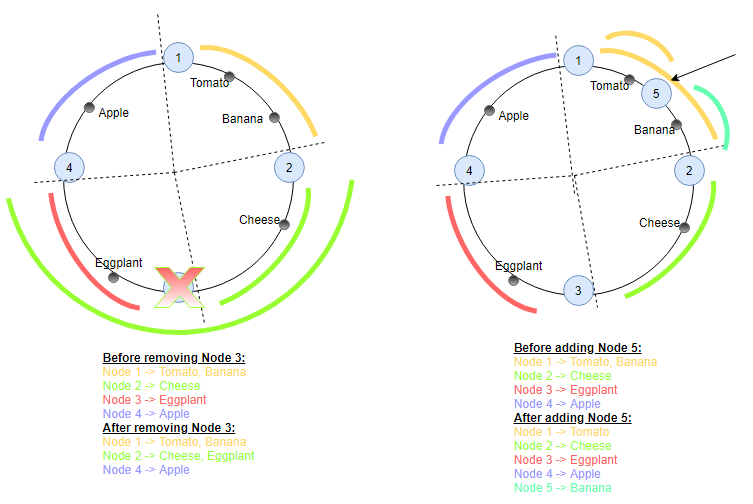 1
Tomato
Banana
Apple
4
2
Cheese
Eggplant
Before removing Node 3:
Node 1 -> Tomato, Banana
Node 2 -> Cheese
Node 3 -> Eggplant
Node 4 -> Apple
After removing Node 3:
Node 1 -> Tomato, Banana
Node 2 -> Cheese, Eggplant
Node 4 -> Apple
1
Tomato
5
Apple
Banana
4
2
Cheese
Eggplant
3
Before adding Node 5:
Node 1 -> Tomato, Banana
Node 2 -> Cheese
Node 3 -> Eggplant
Node 4 -> Apple
After adding Node 5:
Node 1 -> Tomato
Node 2 -> Cheese
Node 3 -> Eggplant
Node 4 -> Apple
Node 5 -> Banana